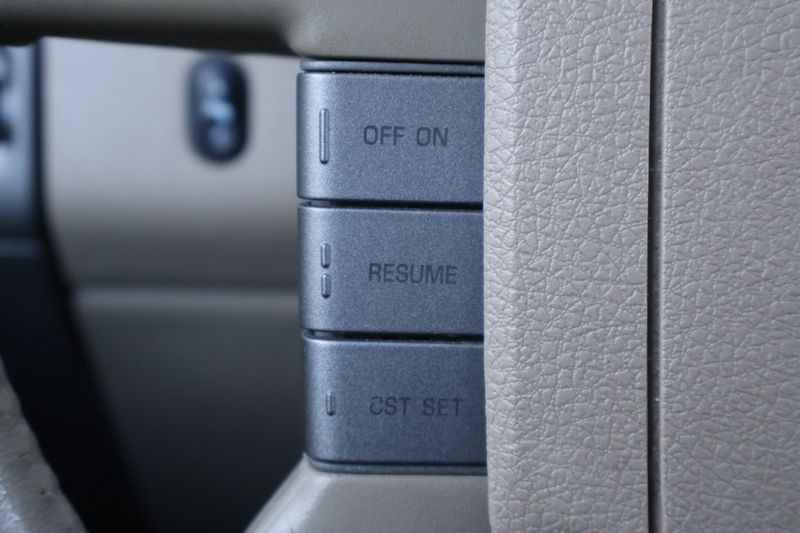 OFF ON
RESUME
CST SET